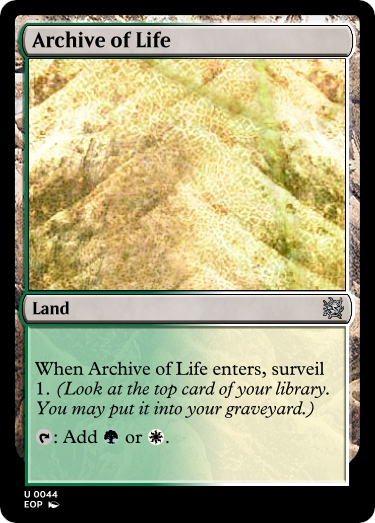 Archive of Life
Land
When Archive of Life enters, surveil
1. (Look at the top card of your library.
You may put it into your graveyard.)
: Add or .
U 0044
EOP